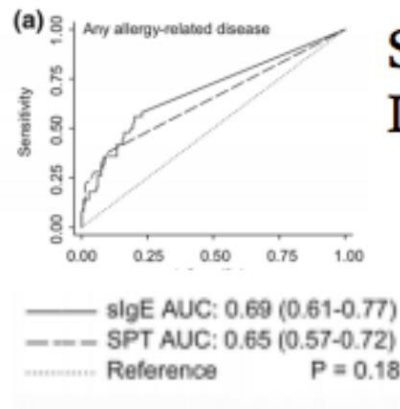 (a)
Any allergy-related disease
Sensitivity
1.00
0.75
0.50
0.25
0.00
0.00 0.25 0.50 0.75 1.00
sIgE AUC: 0.69 (0.61-0.77)
SPT AUC: 0.65 (0.57-0.72)
Reference P = 0.18